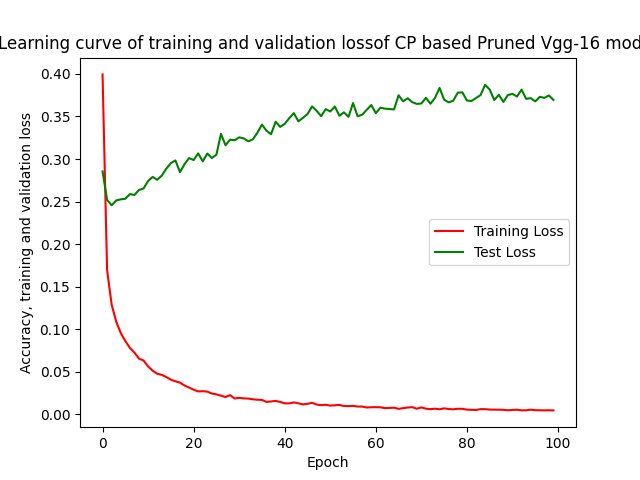 Learning curve of training and validation lossof CP based Pruned Vgg-16 mod
Accuracy, training and validation loss
0.40
0.35
0.30
0.25
0.20
0.15
0.10
0.05
0.00
Training Loss
Test Loss
0 20 40 60 80 100
Epoch